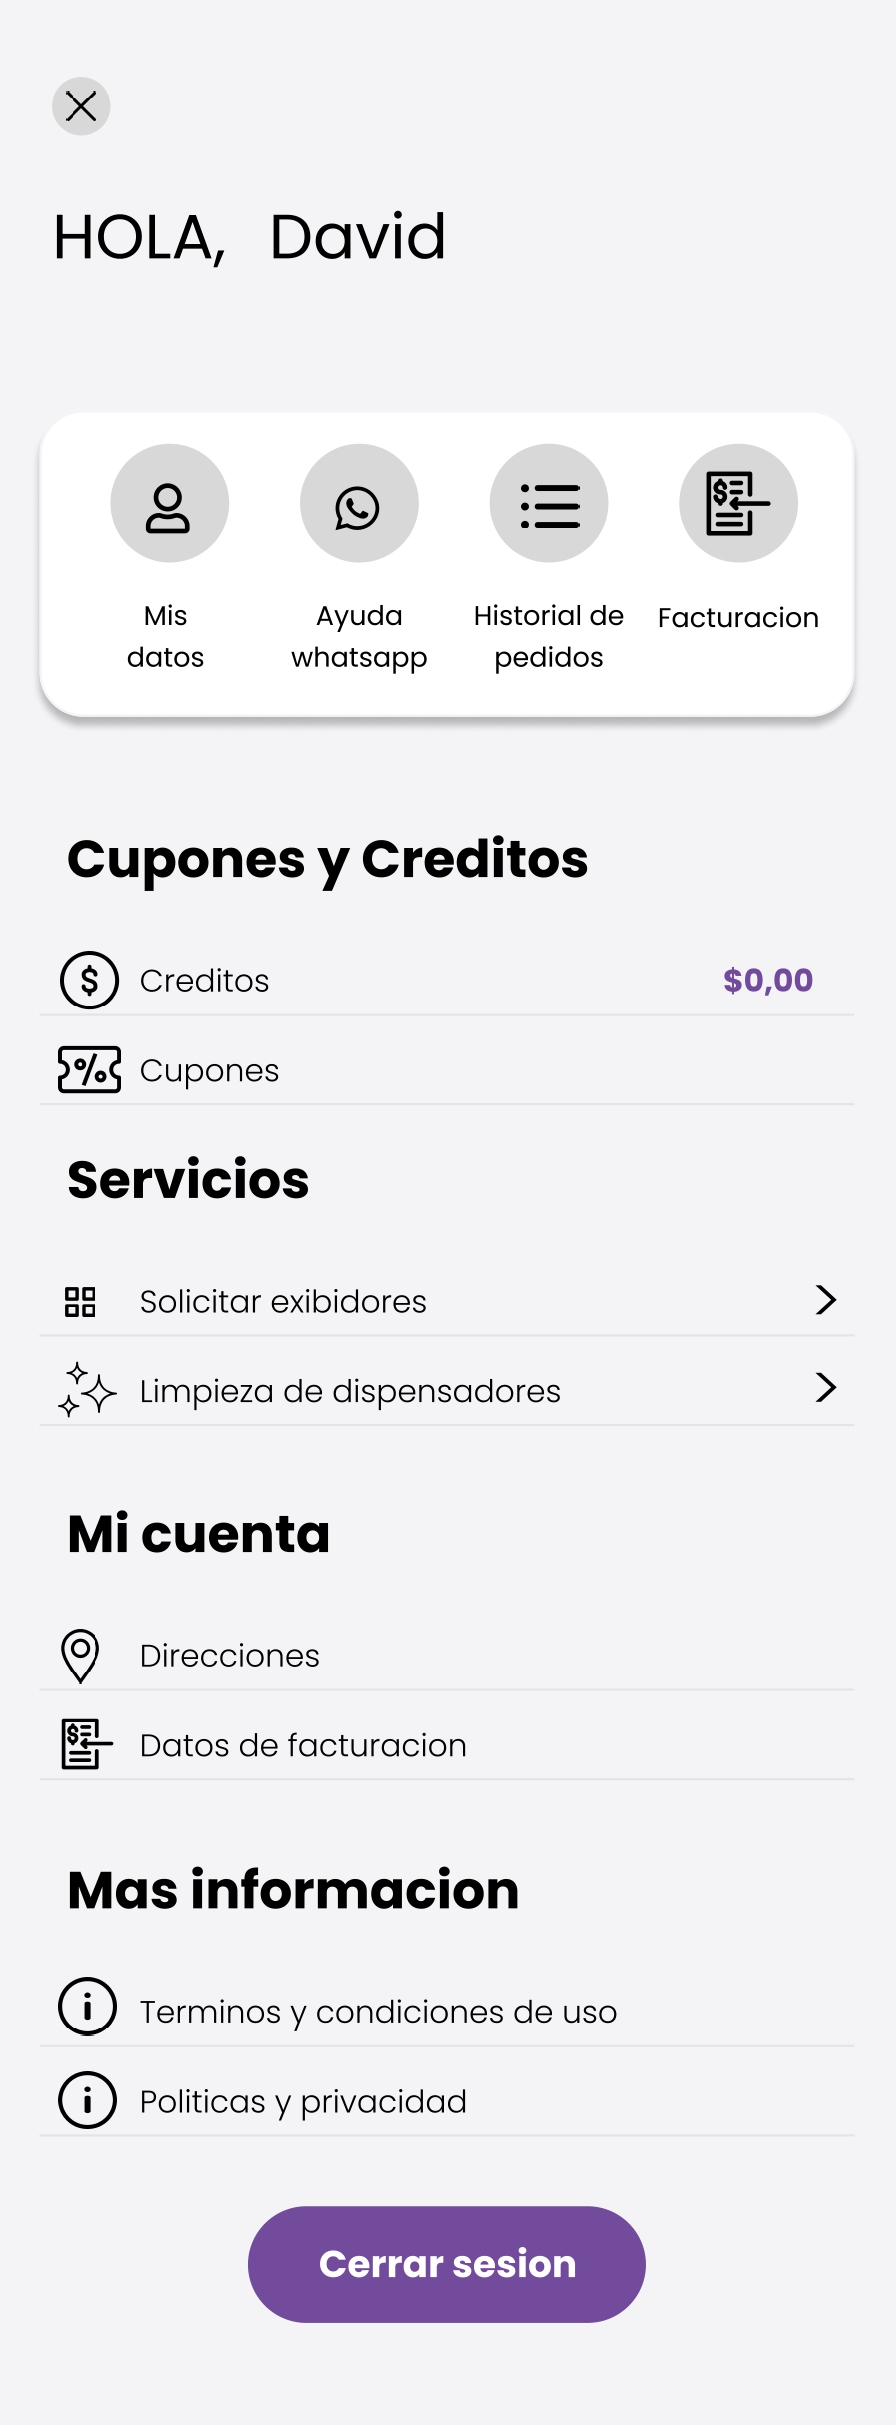 HOLA, David
Mis
datos
Ayuda
whatsapp
Historial de
pedidos
Facturacion
Cupones y Creditos
Creditos $0,00
Cupones
Servicios
Solicitar exibidores
Limpieza de dispensadores
Mi cuenta
Direcciones
Datos de facturacion
Mas informacion
Terminos y condiciones de uso
Politicas y privacidad
Cerrar sesion